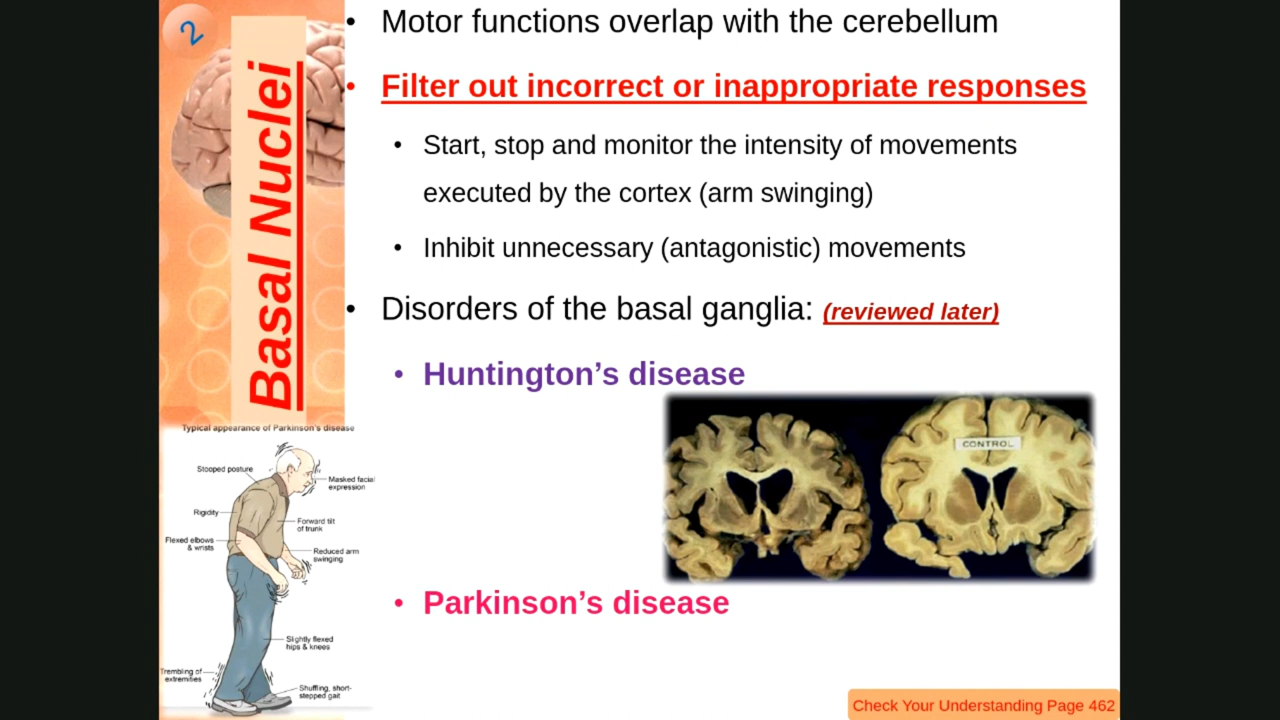 2
Basal Nuclei
• Motor functions overlap with the cerebellum
• Filter out incorrect or inappropriate responses
• Start, stop and monitor the intensity of movements
executed by the cortex (arm swinging)
• Inhibit unnecessary (antagonistic) movements
• Disorders of the basal ganglia: (reviewed later)
• Huntington’s disease
CONTROL
• Parkinson’s disease
Typical appearance of Parkinson's disease
Stooped posture
Masked facial
expression
Rigidity
Forward tilt
of trunk
Flexed elbows
& wrists
Reduced arm
swinging
Slightly flexed
hips & knees
Trembling of
extremities
Shuffling, short-
stepped gait
Check Your Understanding Page 462